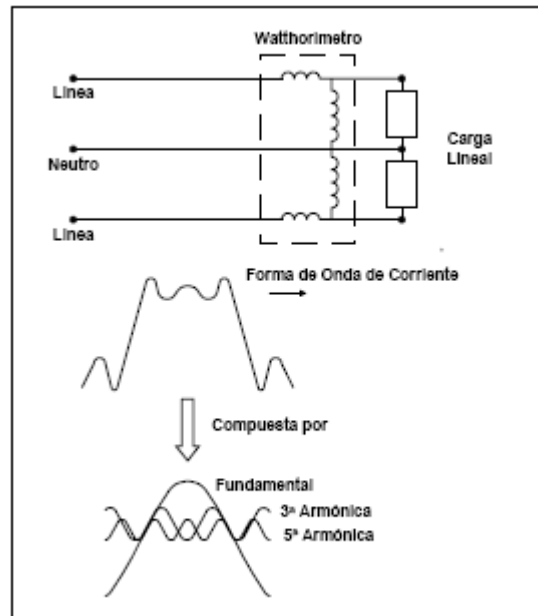 Watthorimetro
Linea
Neutro
Linea
Carga
Lineal
Forma de Onda de Corriente
Compuesta por
Fundamental
3ª Armónica
5ª Armónica